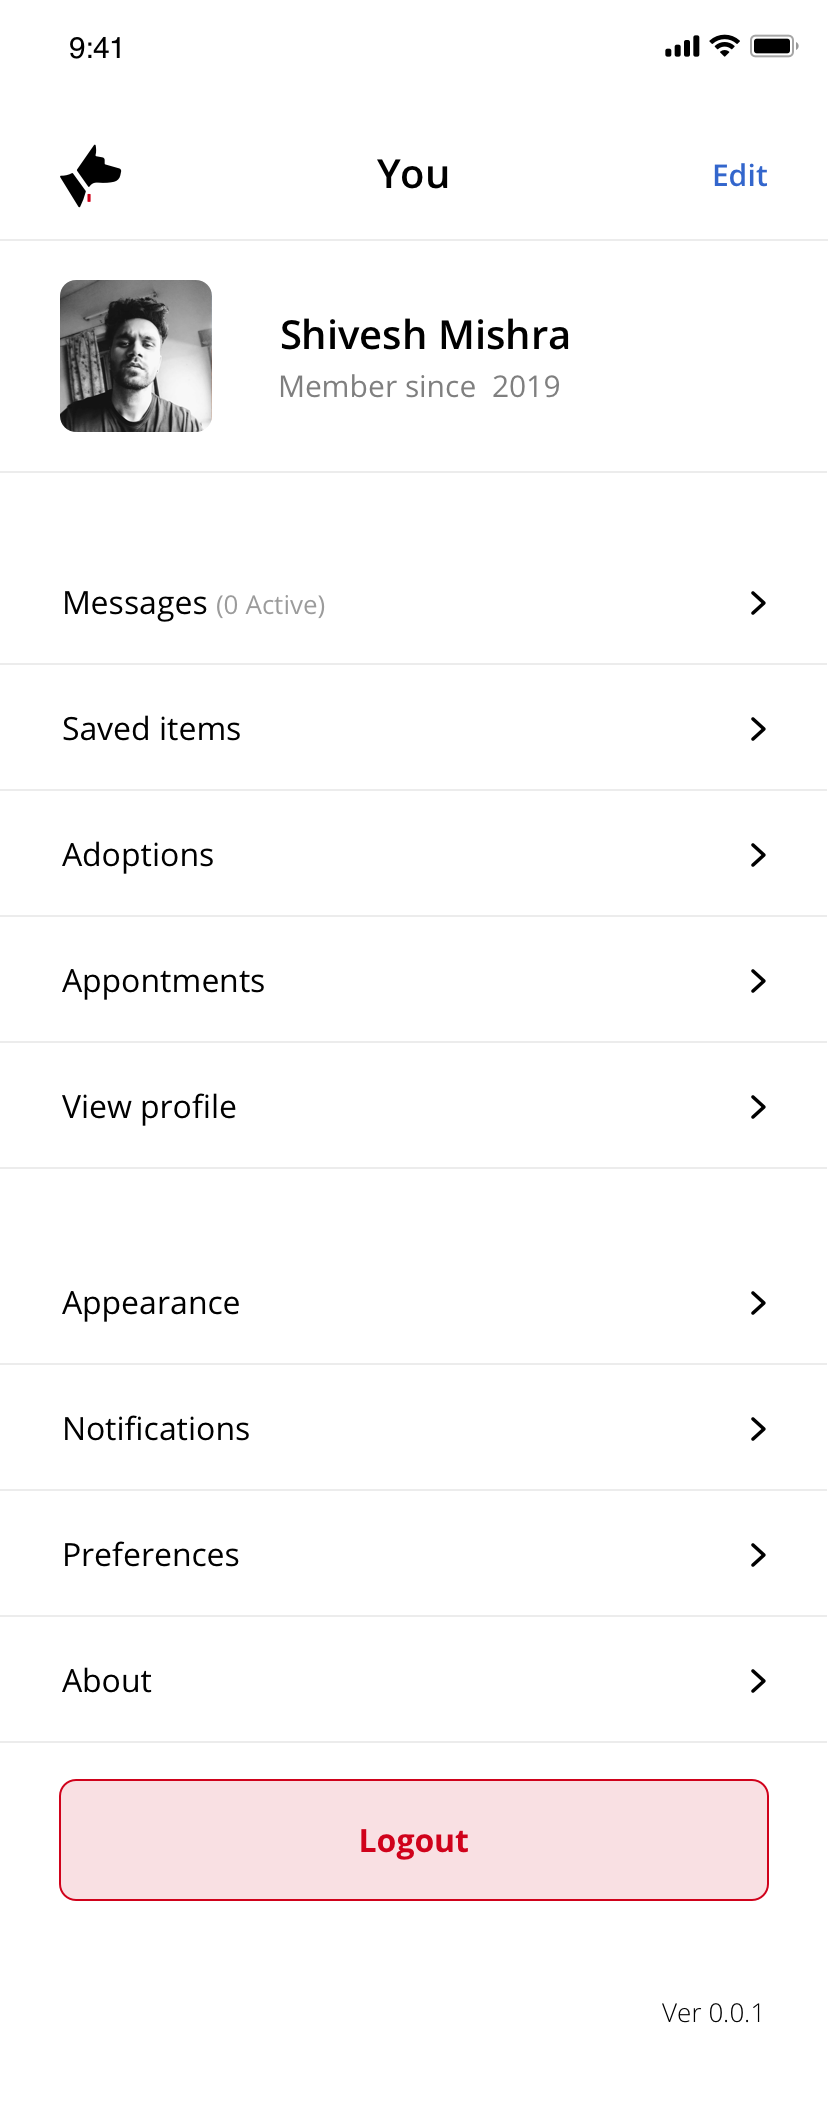 9:41
You
Edit
Shivesh Mishra
Member since 2019
Messages (0 Active)
Saved items
Adoptions
Appontments
View profile
Appearance
Notifications
Preferences
About
Logout
Ver 0.0.1